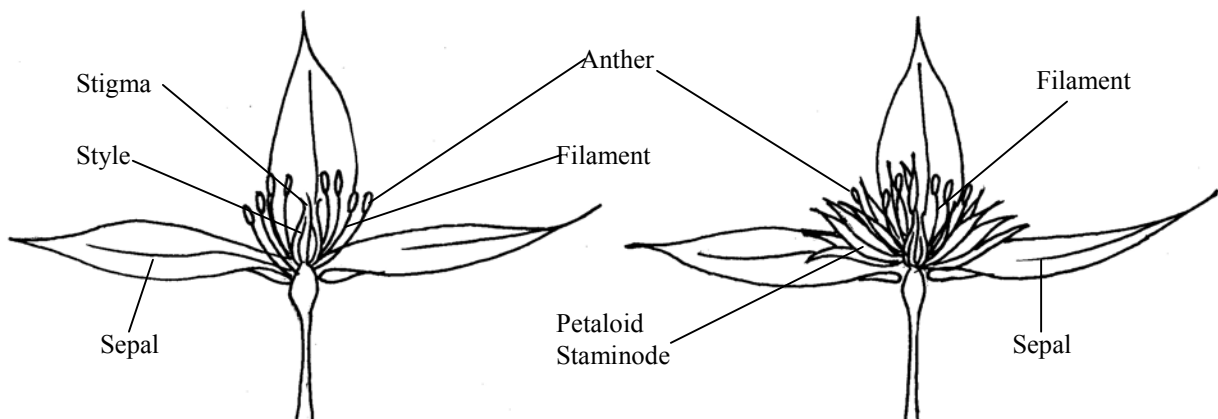 Stigma
Style
Sepal
Anther
Filament
Filament
Petaloid
Staminode
Sepal